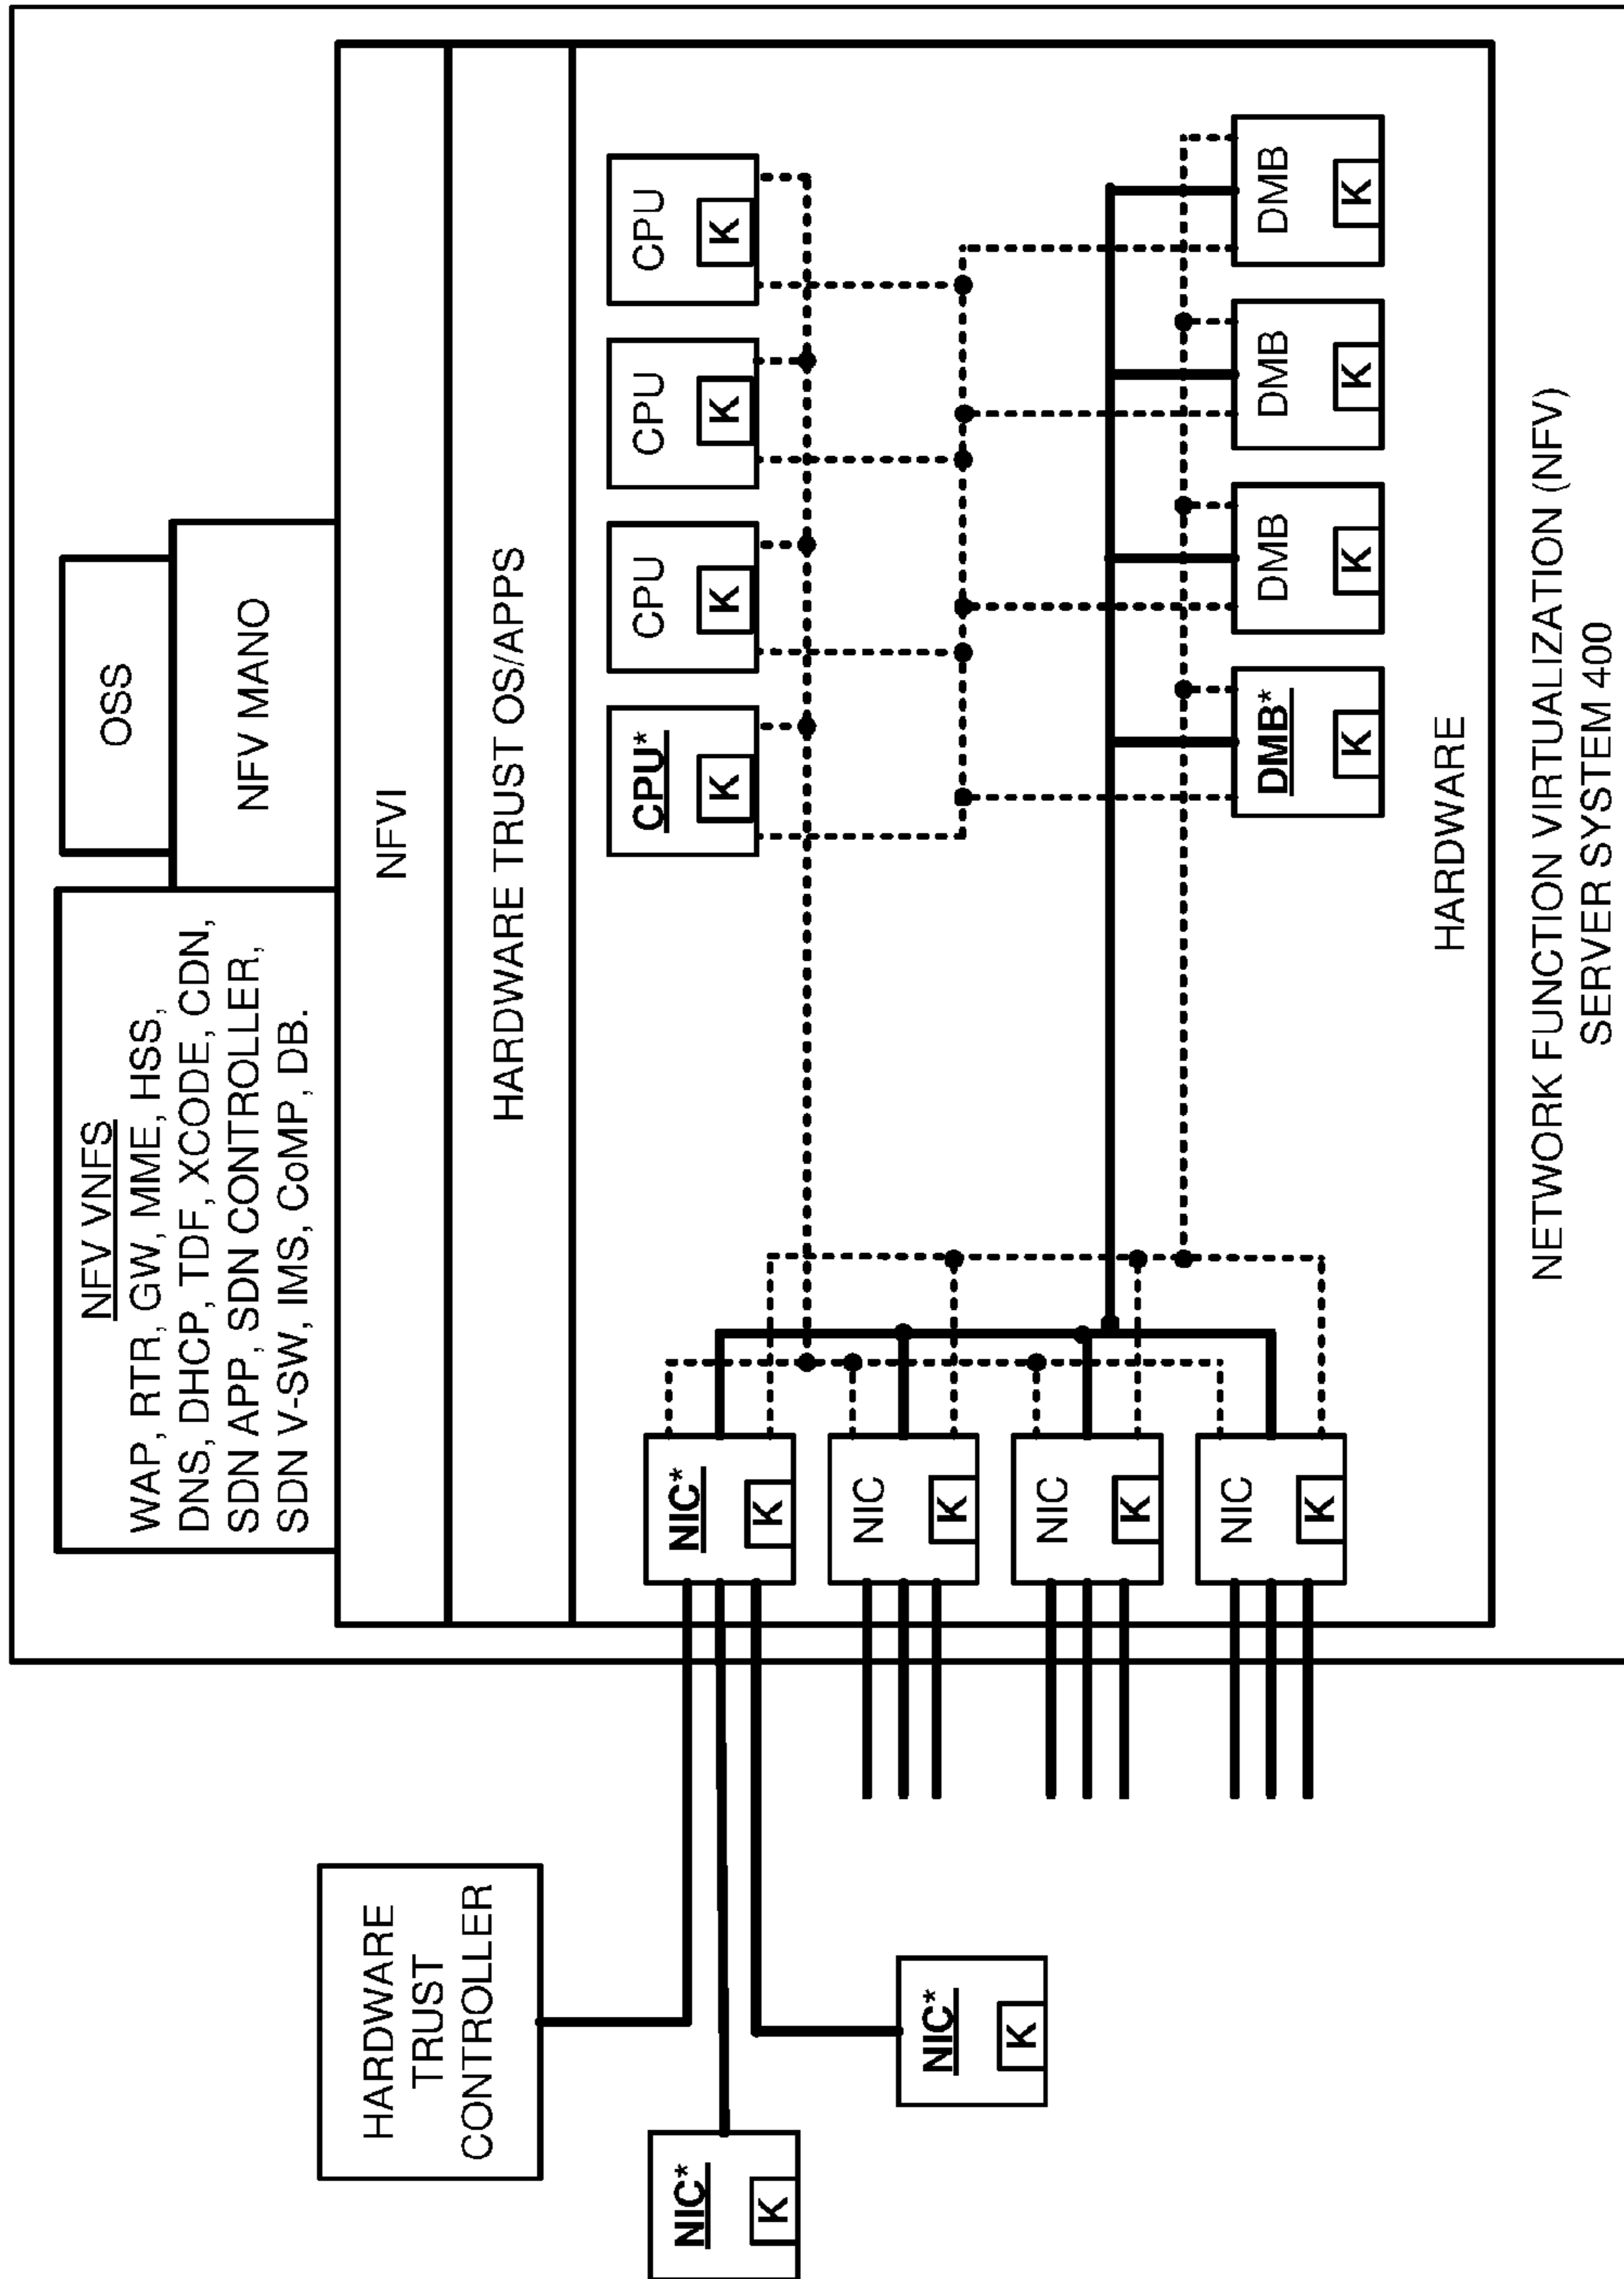 NFV VNFS
WAP, RTR, GW, MME, HSS,
DNS, DHCP, TDF, XCODE, CDN,
SDN APP, SDN CONTROLLER,
SDN V-SW, IMS, CoMP, DB.
OSS
NFV MANO
NFVI
HARDWARE TRUST OS/APPS
HARDWARE
TRUST
CONTROLLER
NIC*
K
NIC*
K
NIC*
K
NIC
K
NIC
K
NIC
K
CPU*
K
CPU
K
CPU
K
CPU
K
DMB*
K
DMB
K
DMB
K
DMB
K
HARDWARE
NETWORK FUNCTION VIRTUALIZATION (NFV)
SERVER SYSTEM 400